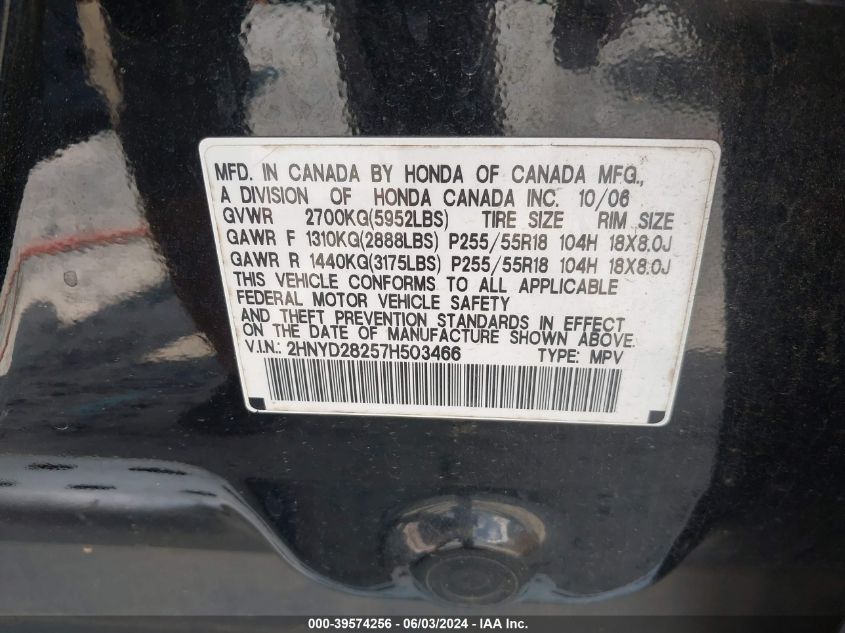 MFD. IN CANADA BY HONDA OF CANADA MFG.,
A DIVISION OF HONDA CANADA INC. 10/06
GVWR 2700KG(5952LBS) TIRE SIZE RIM SIZE
GAWR F 1310KG(2888LBS) P255/55R18 104H 18X8.0J
GAWR R 1440KG(3175LBS) P255/55R18 104H 18X8.0J
THIS VEHICLE CONFORMS TO ALL APPLICABLE
FEDERAL MOTOR VEHICLE SAFETY
AND THEFT PREVENTION STANDARDS IN EFFECT
ON THE DATE OF MANUFACTURE SHOWN ABOVE.
V.I.N.: 2HNYD28257H503466 TYPE: MPV
000-39574256 - 06/03/2024 - IAA Inc.